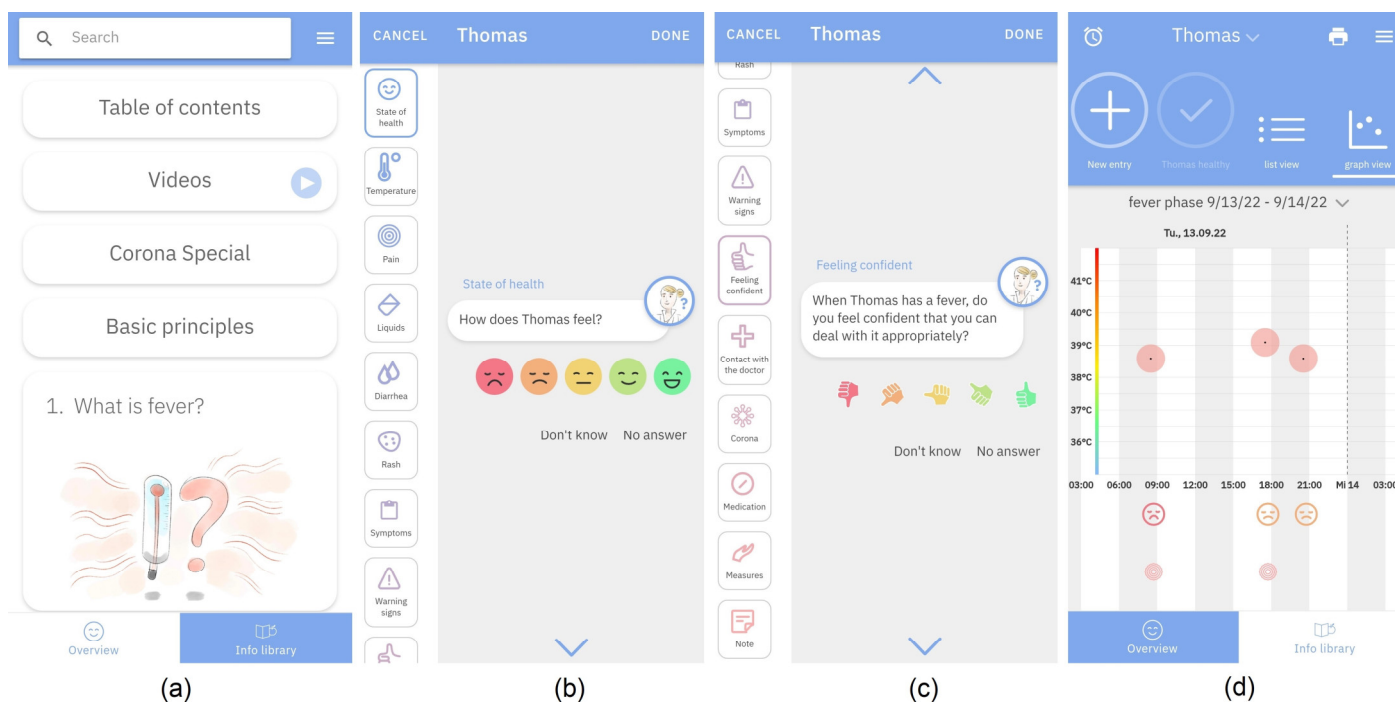 Search
Table of contents
Videos
Corona Special
Basic principles
1. What is fever?
Overview
Info library
(a)
CANCEL
Thomas
DONE
State of
health
Temperature
Pain
Liquids
Diarrhea
Rash
Symptoms
Warning
signs
State of health
How does Thomas feel?
?
Don't know
No answer
(b)
CANCEL
Thomas
DONE
Rash
Symptoms
Warning
signs
Feeling
confident
Contact with
the doctor
Corona
Medication
Measures
Note
Feeling confident
When Thomas has a fever, do
you feel confident that you can
deal with it appropriately?
?
Don't know
No answer
(c)
Thomas
New entry
Thomas healthy
list view
graph view
fever phase 9/13/22 - 9/14/22
Tu., 13.09.22
41°C
40°C
39°C
38°C
37°C
36°C
03:00 06:00 09:00 12:00 15:00 18:00 21:00 Mi 14 03:00
Overview
Info library
(d)